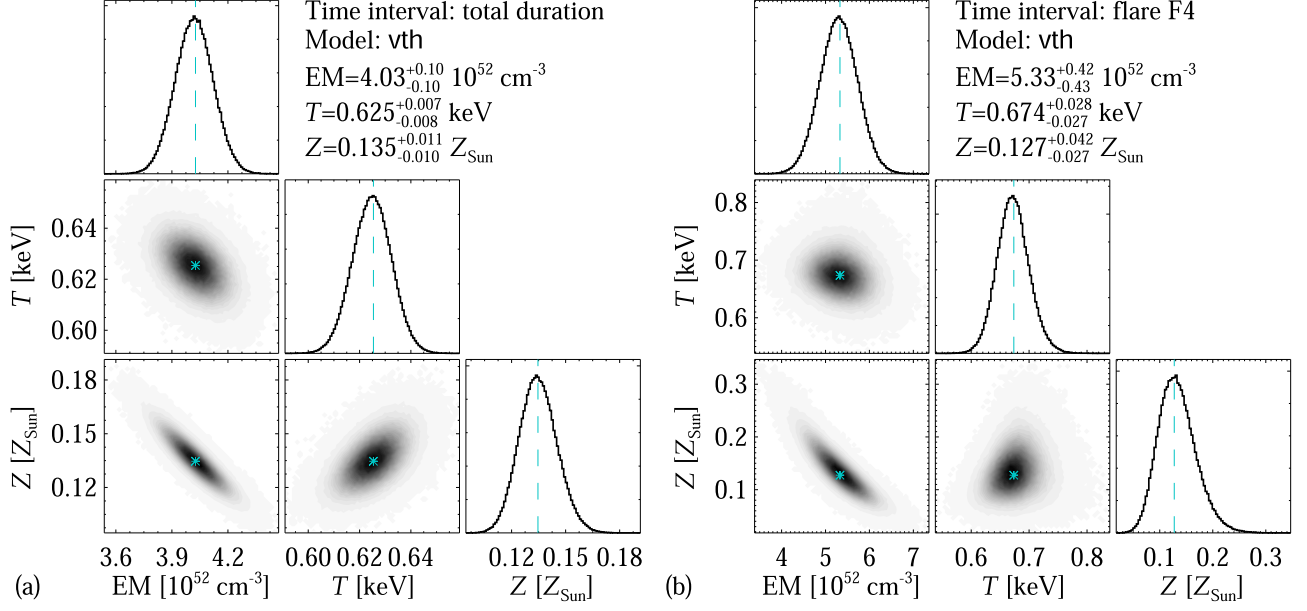 Time interval: total duration
Model: vth
EM=4.03+0.10-0.10 10^52 cm^-3
T=0.625+0.007-0.008 keV
Z=0.135+0.011-0.010 Z_Sun
T [keV]
0.64
0.62
0.60
Z [Z_Sun]
0.18
0.15
0.12
3.6 3.9 4.2
EM [10^52 cm^-3]
0.60 0.62 0.64
T [keV]
0.12 0.15 0.18
Z [Z_Sun]
(a)
Time interval: flare F4
Model: vth
EM=5.33+0.42-0.43 10^52 cm^-3
T=0.674+0.028-0.027 keV
Z=0.127+0.042-0.027 Z_Sun
T [keV]
0.8
0.7
0.6
Z [Z_Sun]
0.3
0.2
0.1
4 5 6 7
EM [10^52 cm^-3]
0.6 0.7 0.8
T [keV]
0.1 0.2 0.3
Z [Z_Sun]
(b)